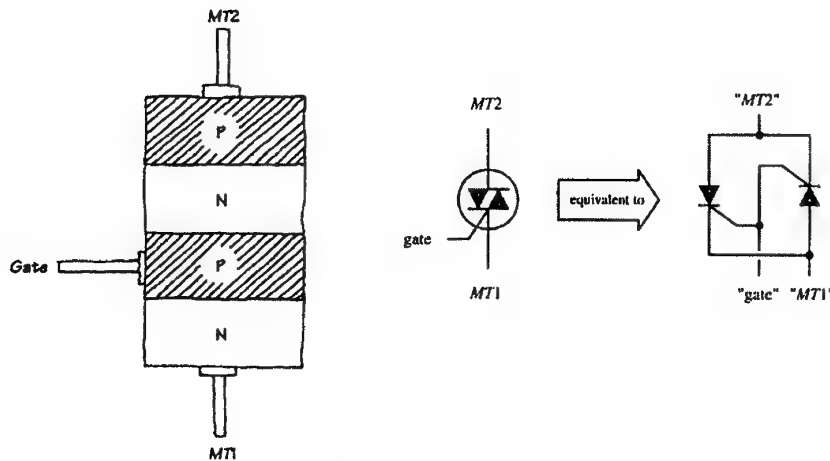 MT2
P
N
Gate
P
N
MT1
MT2
gate
MT1
equivalent to
"MT2"
"gate" "MT1"